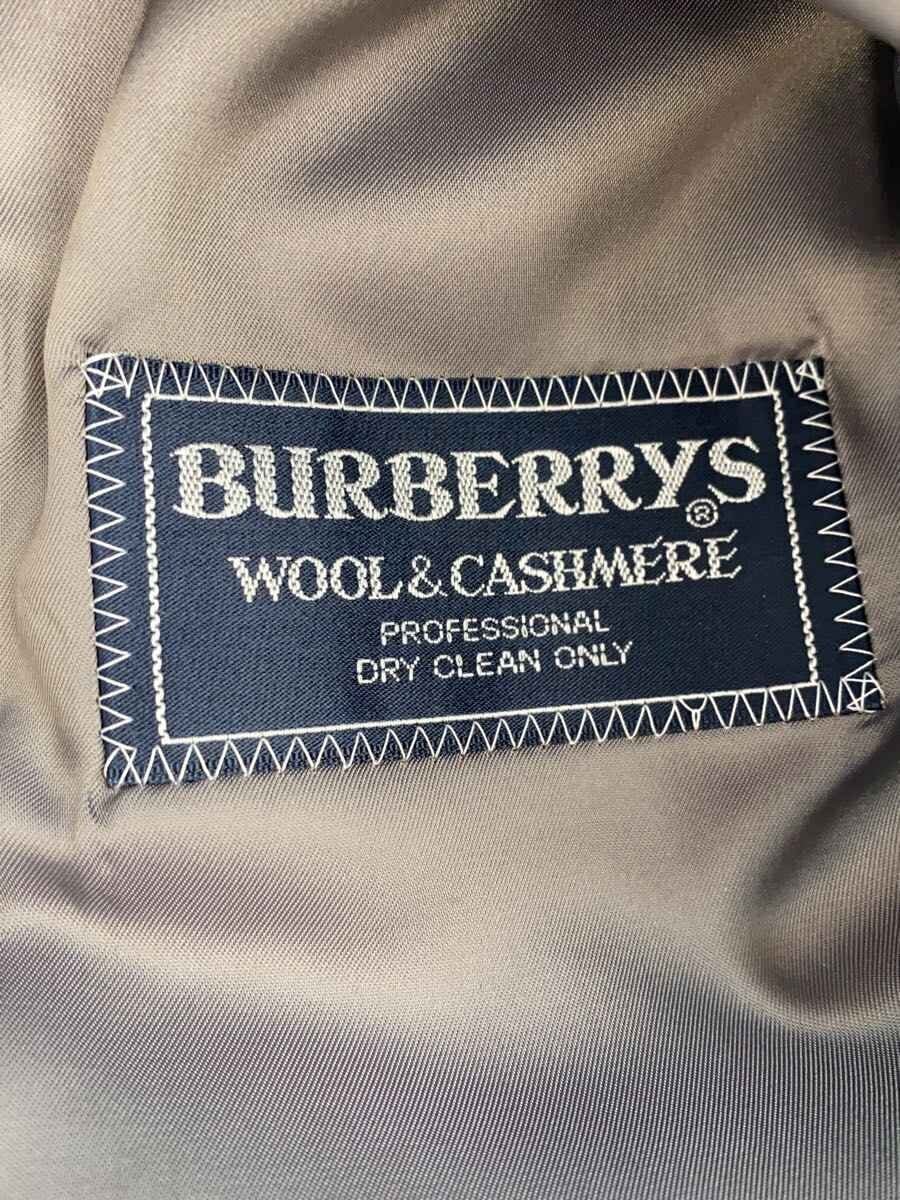 BURBERRYS®
WOOL & CASHMERE
PROFESSIONAL
DRY CLEAN ONLY